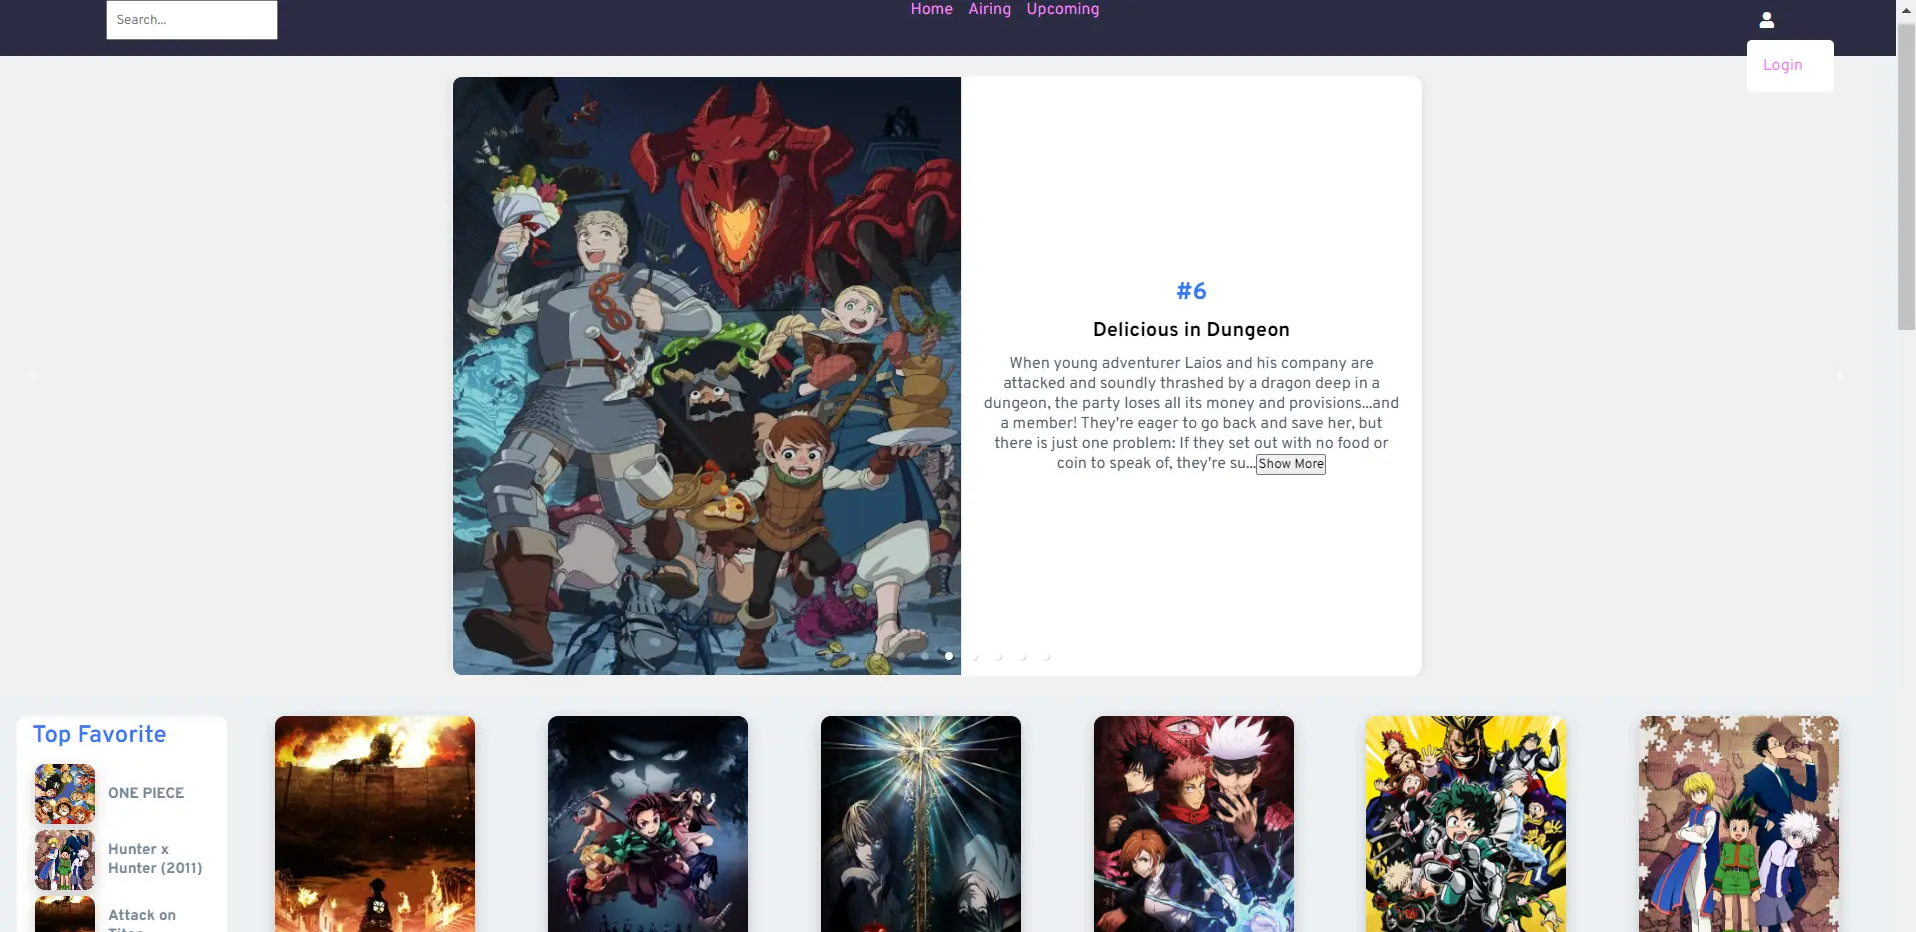 Search...
Home Airing Upcoming
Login
#6
Delicious in Dungeon
When young adventurer Laios and his company are
attacked and soundly thrashed by a dragon deep in a
dungeon, the party loses all its money and provisions...and
a member! They're eager to go back and save her, but
there is just one problem: If they set out with no food or
coin to speak of, they're su...Show More
Top Favorite
ONE PIECE
Hunter x
Hunter (2011)
Attack on
Titan